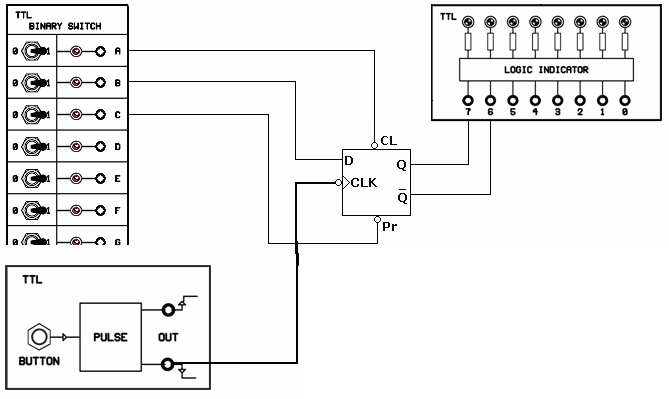 TTL
BINARY SWITCH
0 1 A
0 1 B
0 1 C
0 1 D
0 1 E
0 1 F
0 1 G
TTL
LOGIC INDICATOR
7 6 5 4 3 2 1 0
CL
D Q
CLK
Q̅
Pr
TTL
BUTTON
PULSE
OUT